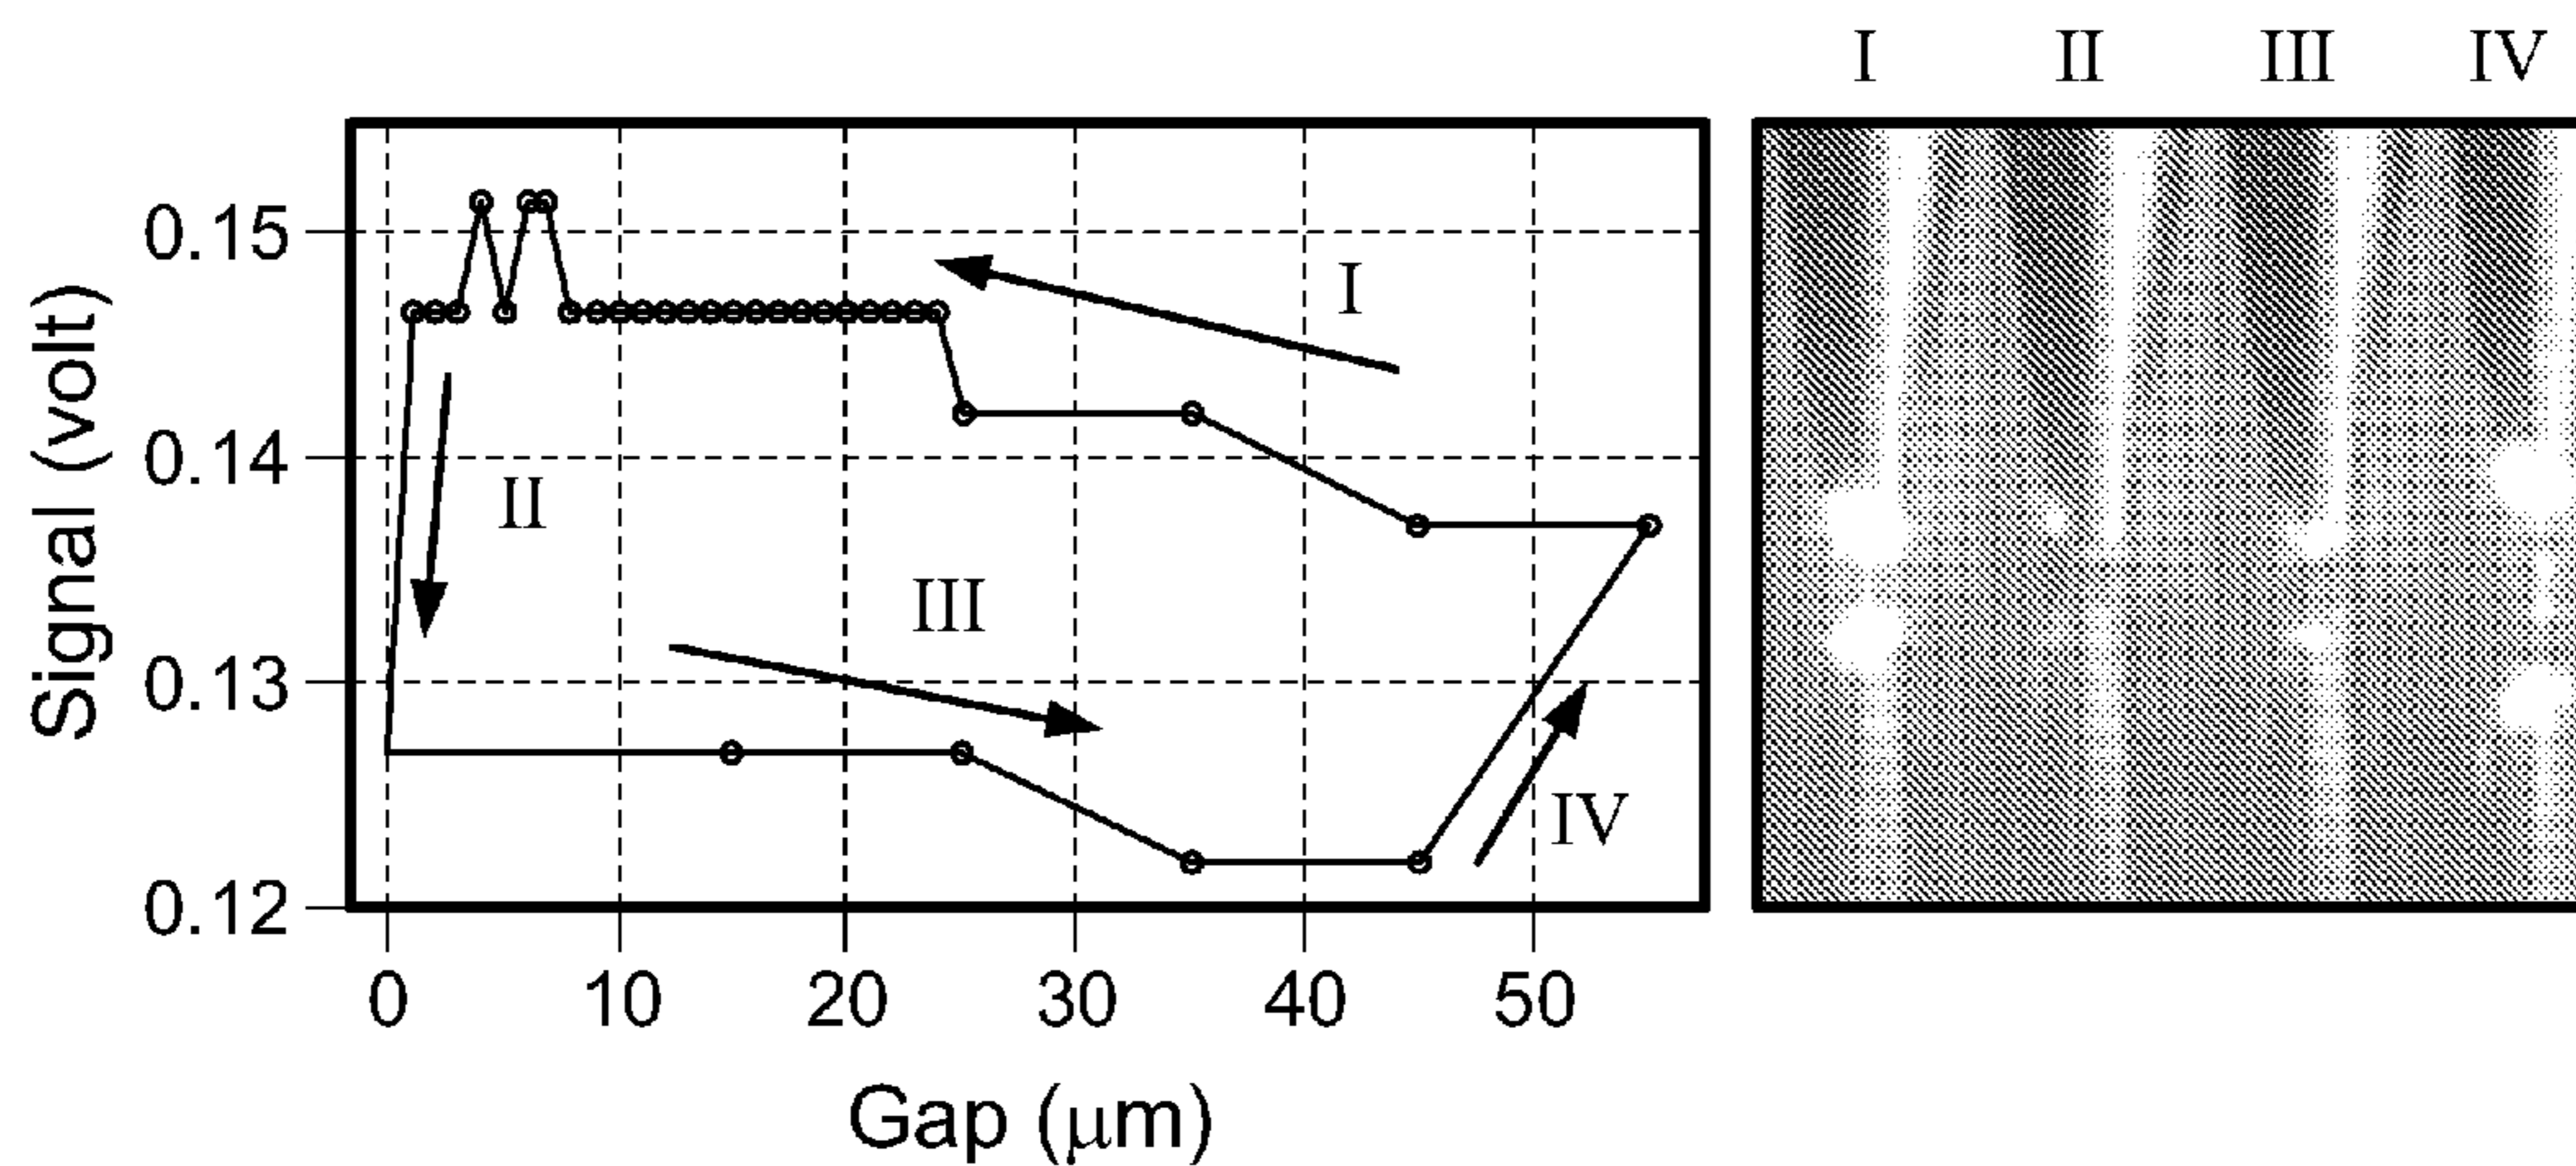 I II III IV
Signal (volt)
0.15
0.14
0.13
0.12
I
II
III
IV
0 10 20 30 40 50
Gap (μm)